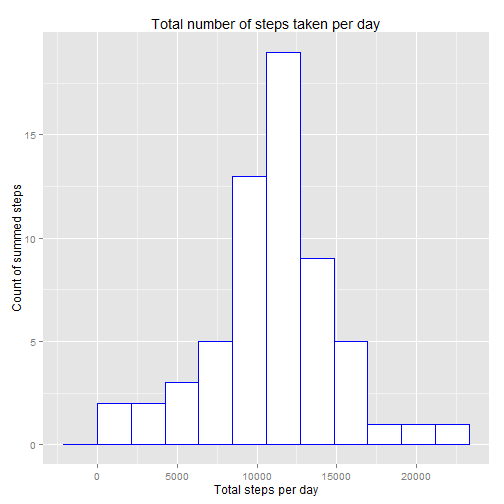 Total number of steps taken per day
Count of summed steps
15
10
5
0
0 5000 10000 15000 20000
Total steps per day